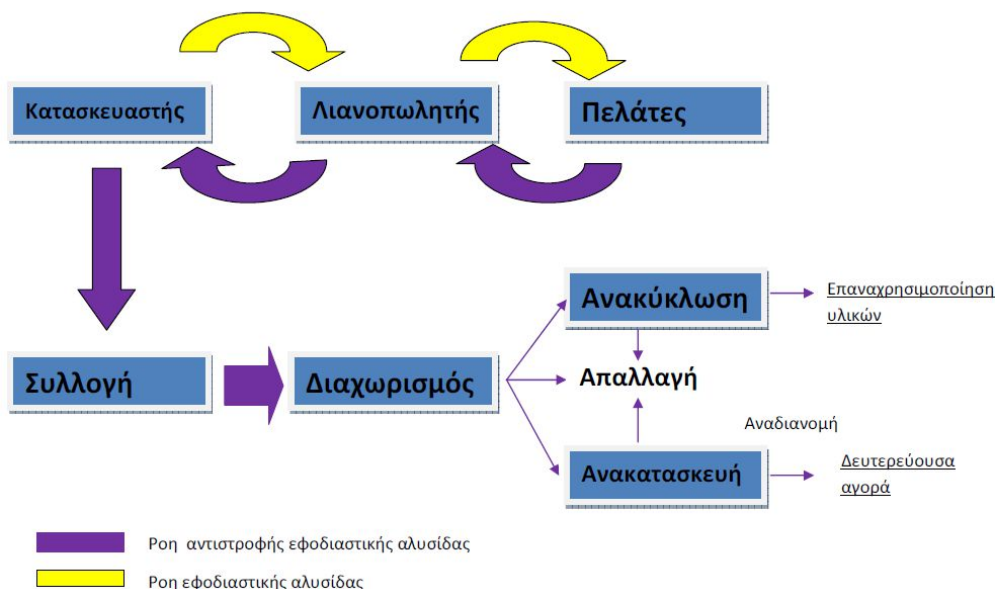 Κατασκευαστής
Λιανοπωλητής
Πελάτες
Ανακύκλωση
Επαναχρησιμοποίηση
υλικών
Συλλογή
Διαχωρισμός
Απαλλαγή
Αναδιανομή
Ανακατασκευή
Δευτερεύουσα
αγορά
Ροη αντιστροφής εφοδιαστικής αλυσίδας
Ροη εφοδιαστικής αλυσίδας